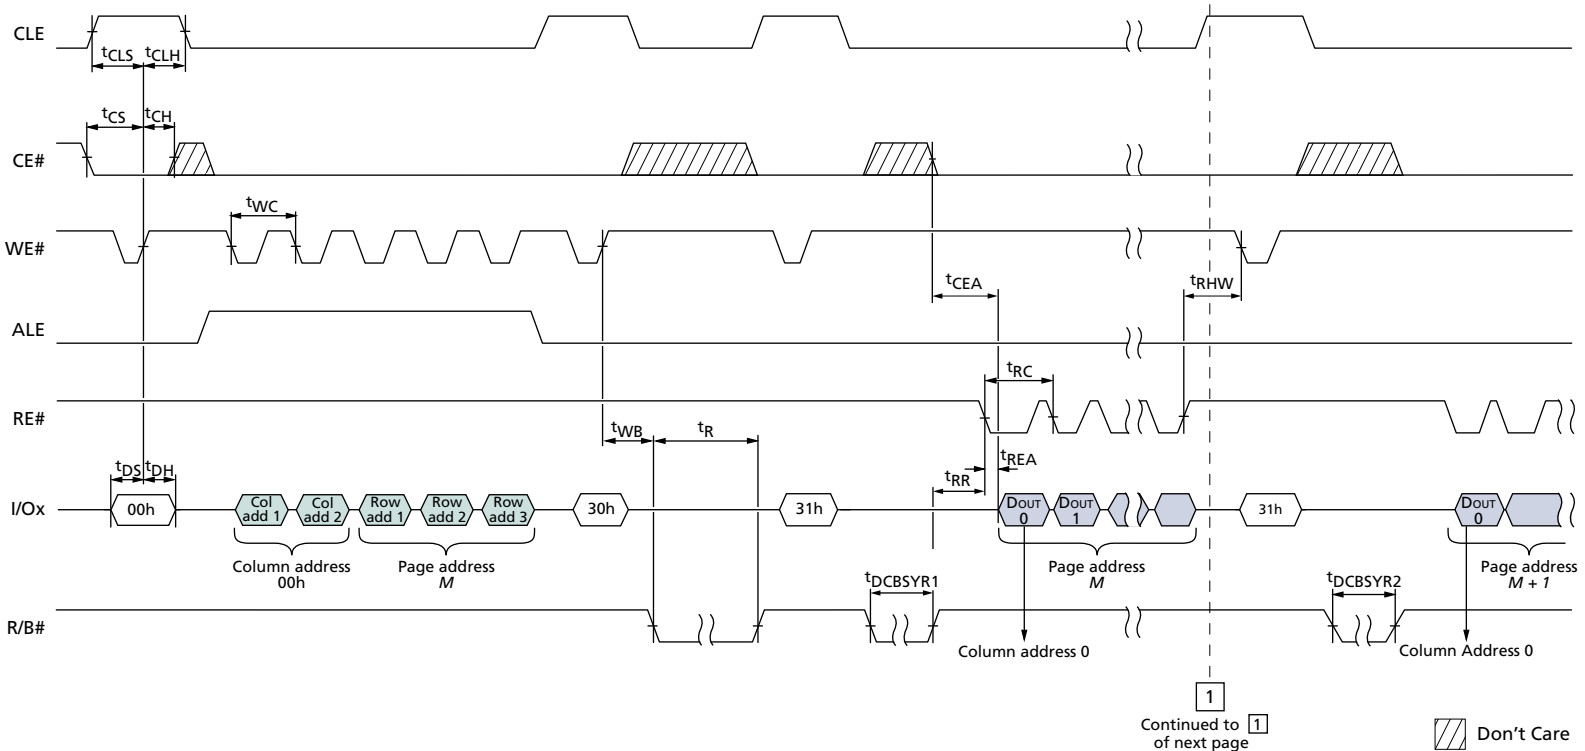 CLE
tCLS tCLH
tCS tCH
CE#
tWC
WE#
tCEA
tRHW
ALE
tRC
RE#
tWB tR
tREA
tDS tDH
tRR
I/Ox
00h
Col add 1
Col add 2
Row add 1
Row add 2
Row add 3
30h
31h
DOUT 0
DOUT 1
31h
DOUT 0
Column address
00h
Page address
M
Page address
M
Page address
M + 1
tDCBSYR1
tDCBSYR2
R/B#
Column address 0
Column Address 0
1
Continued to 1
of next page
Don't Care